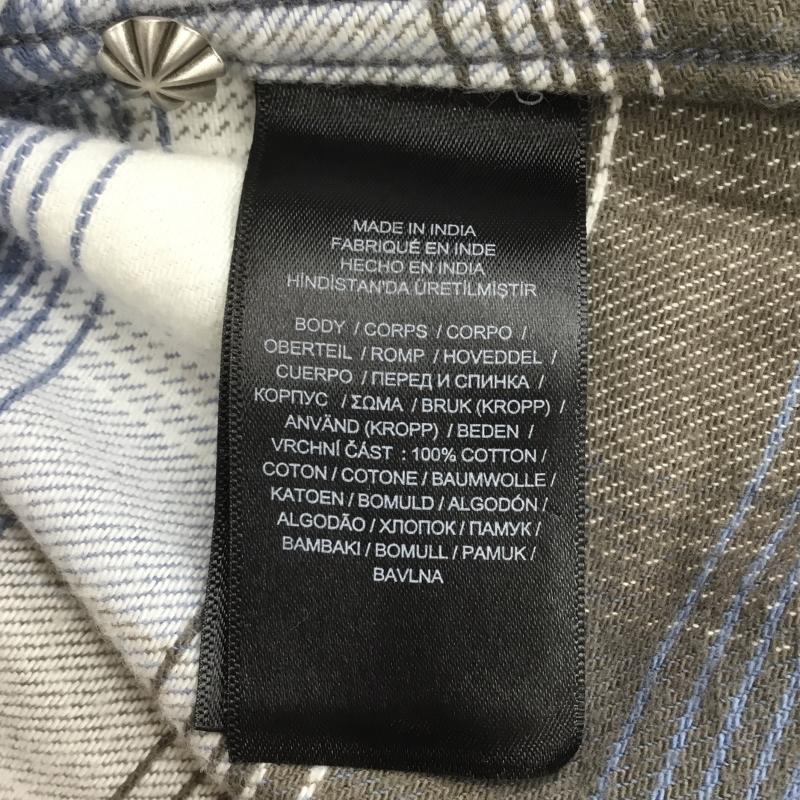 MADE IN INDIA
FABRIQUÉ EN INDE
HECHO EN INDIA
HİNDİSTAN'DA ÜRETİLMİŞTİR
BODY / CORPS / CORPO /
OBERTEIL / ROMP / HOVEDDEL /
CUERPO / ПЕРЕД И СПИНКА /
КОРПУС / ΣΩΜΑ / BRUK (KROPP) /
ANVÄND (KROPP) / BEDEN /
VRCHNÍ ČÁST : 100% COTTON /
COTON / COTONE / BAUMWOLLE /
KATOEN / BOMULD / ALGODÓN /
ALGODÃO / ХЛОПОК / ПАМУК /
BAMBAKI / BOMULL / PAMUK /
BAVLNA